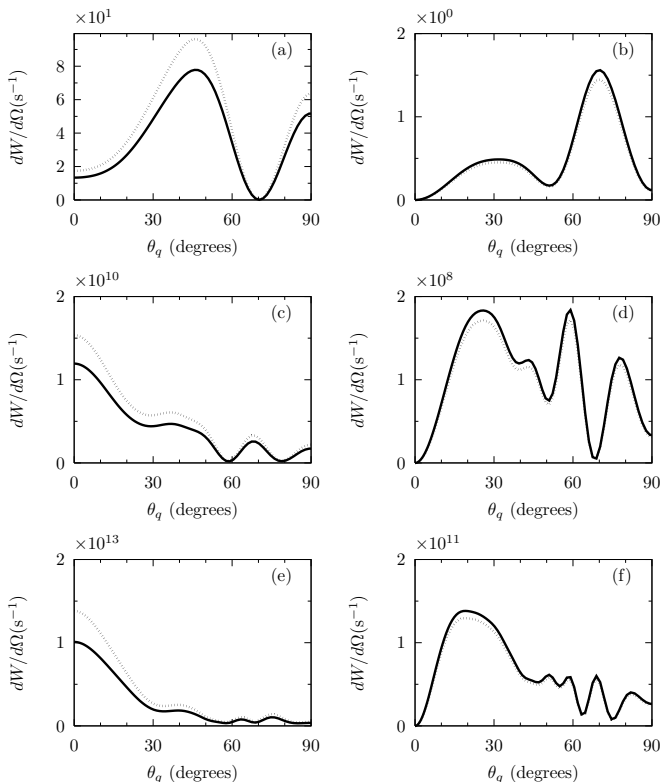 ×10¹
(a)
dW/dΩ(s⁻¹)
8
6
4
2
0
0 30 60 90
θ_q (degrees)
×10⁰
(b)
dW/dΩ(s⁻¹)
2
1
0
0 30 60 90
θ_q (degrees)
×10¹⁰
(c)
dW/dΩ(s⁻¹)
2
1
0
0 30 60 90
θ_q (degrees)
×10⁸
(d)
dW/dΩ(s⁻¹)
2
1
0
0 30 60 90
θ_q (degrees)
×10¹³
(e)
dW/dΩ(s⁻¹)
2
1
0
0 30 60 90
θ_q (degrees)
×10¹¹
(f)
dW/dΩ(s⁻¹)
2
1
0
0 30 60 90
θ_q (degrees)